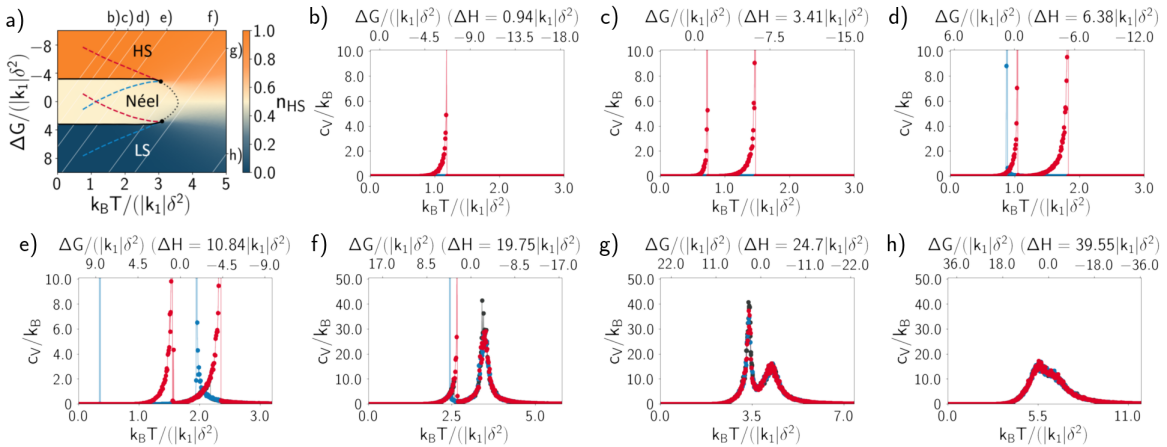 a)
b) c) d) e) f)
ΔG/(|k₁|δ²)
−8
−4
0
4
8
HS
Néel
LS
g)
h)
1.0
0.8
0.6
0.4
0.2
0.0
n_HS
0 1 2 3 4 5
k_B T/(|k₁|δ²)
b)
ΔG/(|k₁|δ²) (ΔH = 0.94|k₁|δ²)
0.0 −4.5 −9.0 −13.5 −18.0
c_V/k_B
10.0
8.0
6.0
4.0
2.0
0.0
0.0 1.0 2.0 3.0
k_B T/(|k₁|δ²)
c)
ΔG/(|k₁|δ²) (ΔH = 3.41|k₁|δ²)
0.0 −7.5 −15.0
c_V/k_B
10.0
8.0
6.0
4.0
2.0
0.0
0.0 1.0 2.0 3.0
k_B T/(|k₁|δ²)
d)
ΔG/(|k₁|δ²) (ΔH = 6.38|k₁|δ²)
6.0 0.0 −6.0 −12.0
c_V/k_B
10.0
8.0
6.0
4.0
2.0
0.0
0.0 1.0 2.0 3.0
k_B T/(|k₁|δ²)
e)
ΔG/(|k₁|δ²) (ΔH = 10.84|k₁|δ²)
9.0 4.5 0.0 −4.5 −9.0
c_V/k_B
10.0
8.0
6.0
4.0
2.0
0.0
0.0 1.0 2.0 3.0
k_B T/(|k₁|δ²)
f)
ΔG/(|k₁|δ²) (ΔH = 19.75|k₁|δ²)
17.0 8.5 0.0 −8.5 −17.0
c_V/k_B
50.0
40.0
30.0
20.0
10.0
0.0
0.0 2.5 5.0
k_B T/(|k₁|δ²)
g)
ΔG/(|k₁|δ²) (ΔH = 24.7|k₁|δ²)
22.0 11.0 0.0 −11.0 −22.0
c_V/k_B
50.0
40.0
30.0
20.0
10.0
0.0
0.0 3.5 7.0
k_B T/(|k₁|δ²)
h)
ΔG/(|k₁|δ²) (ΔH = 39.55|k₁|δ²)
36.0 18.0 0.0 −18.0 −36.0
c_V/k_B
50.0
40.0
30.0
20.0
10.0
0.0
0.0 5.5 11.0
k_B T/(|k₁|δ²)